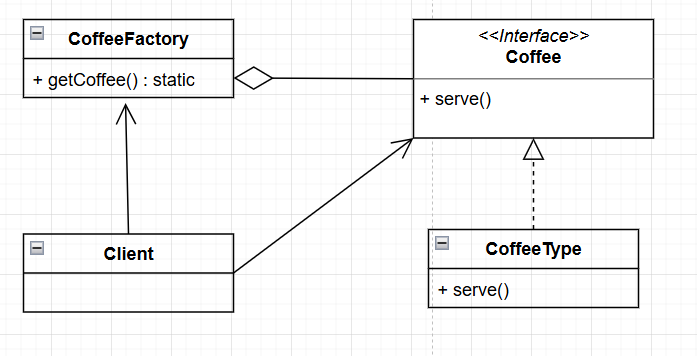 CoffeeFactory
+ getCoffee() : static
<<Interface>>
Coffee
+ serve()
Client
CoffeeType
+ serve()